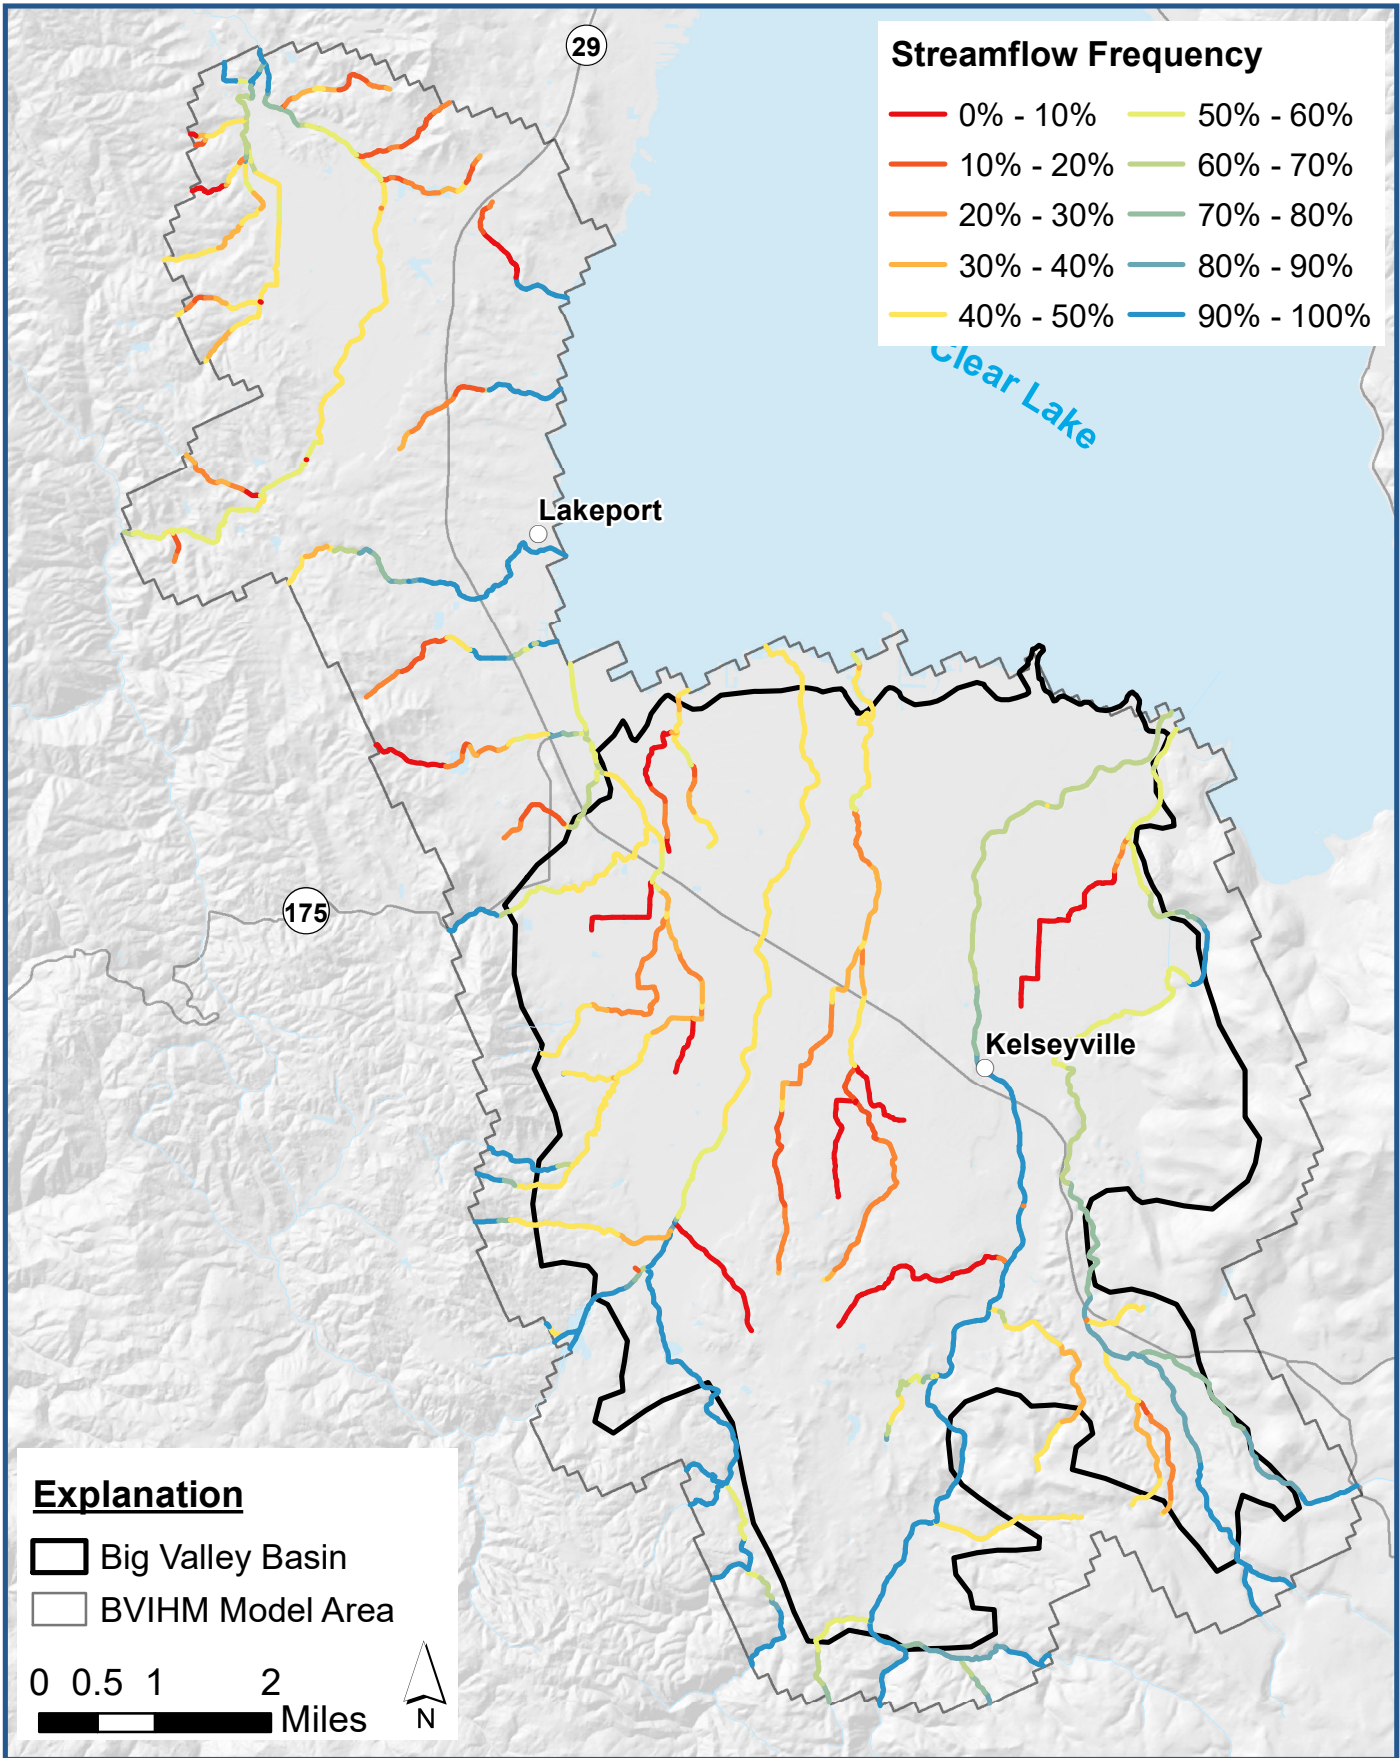 29
Streamflow Frequency
0% - 10%
10% - 20%
20% - 30%
30% - 40%
40% - 50%
50% - 60%
60% - 70%
70% - 80%
80% - 90%
90% - 100%
Clear Lake
Lakeport
175
Kelseyville
Explanation
Big Valley Basin
BVIHM Model Area
0 0.5 1 2
Miles
N